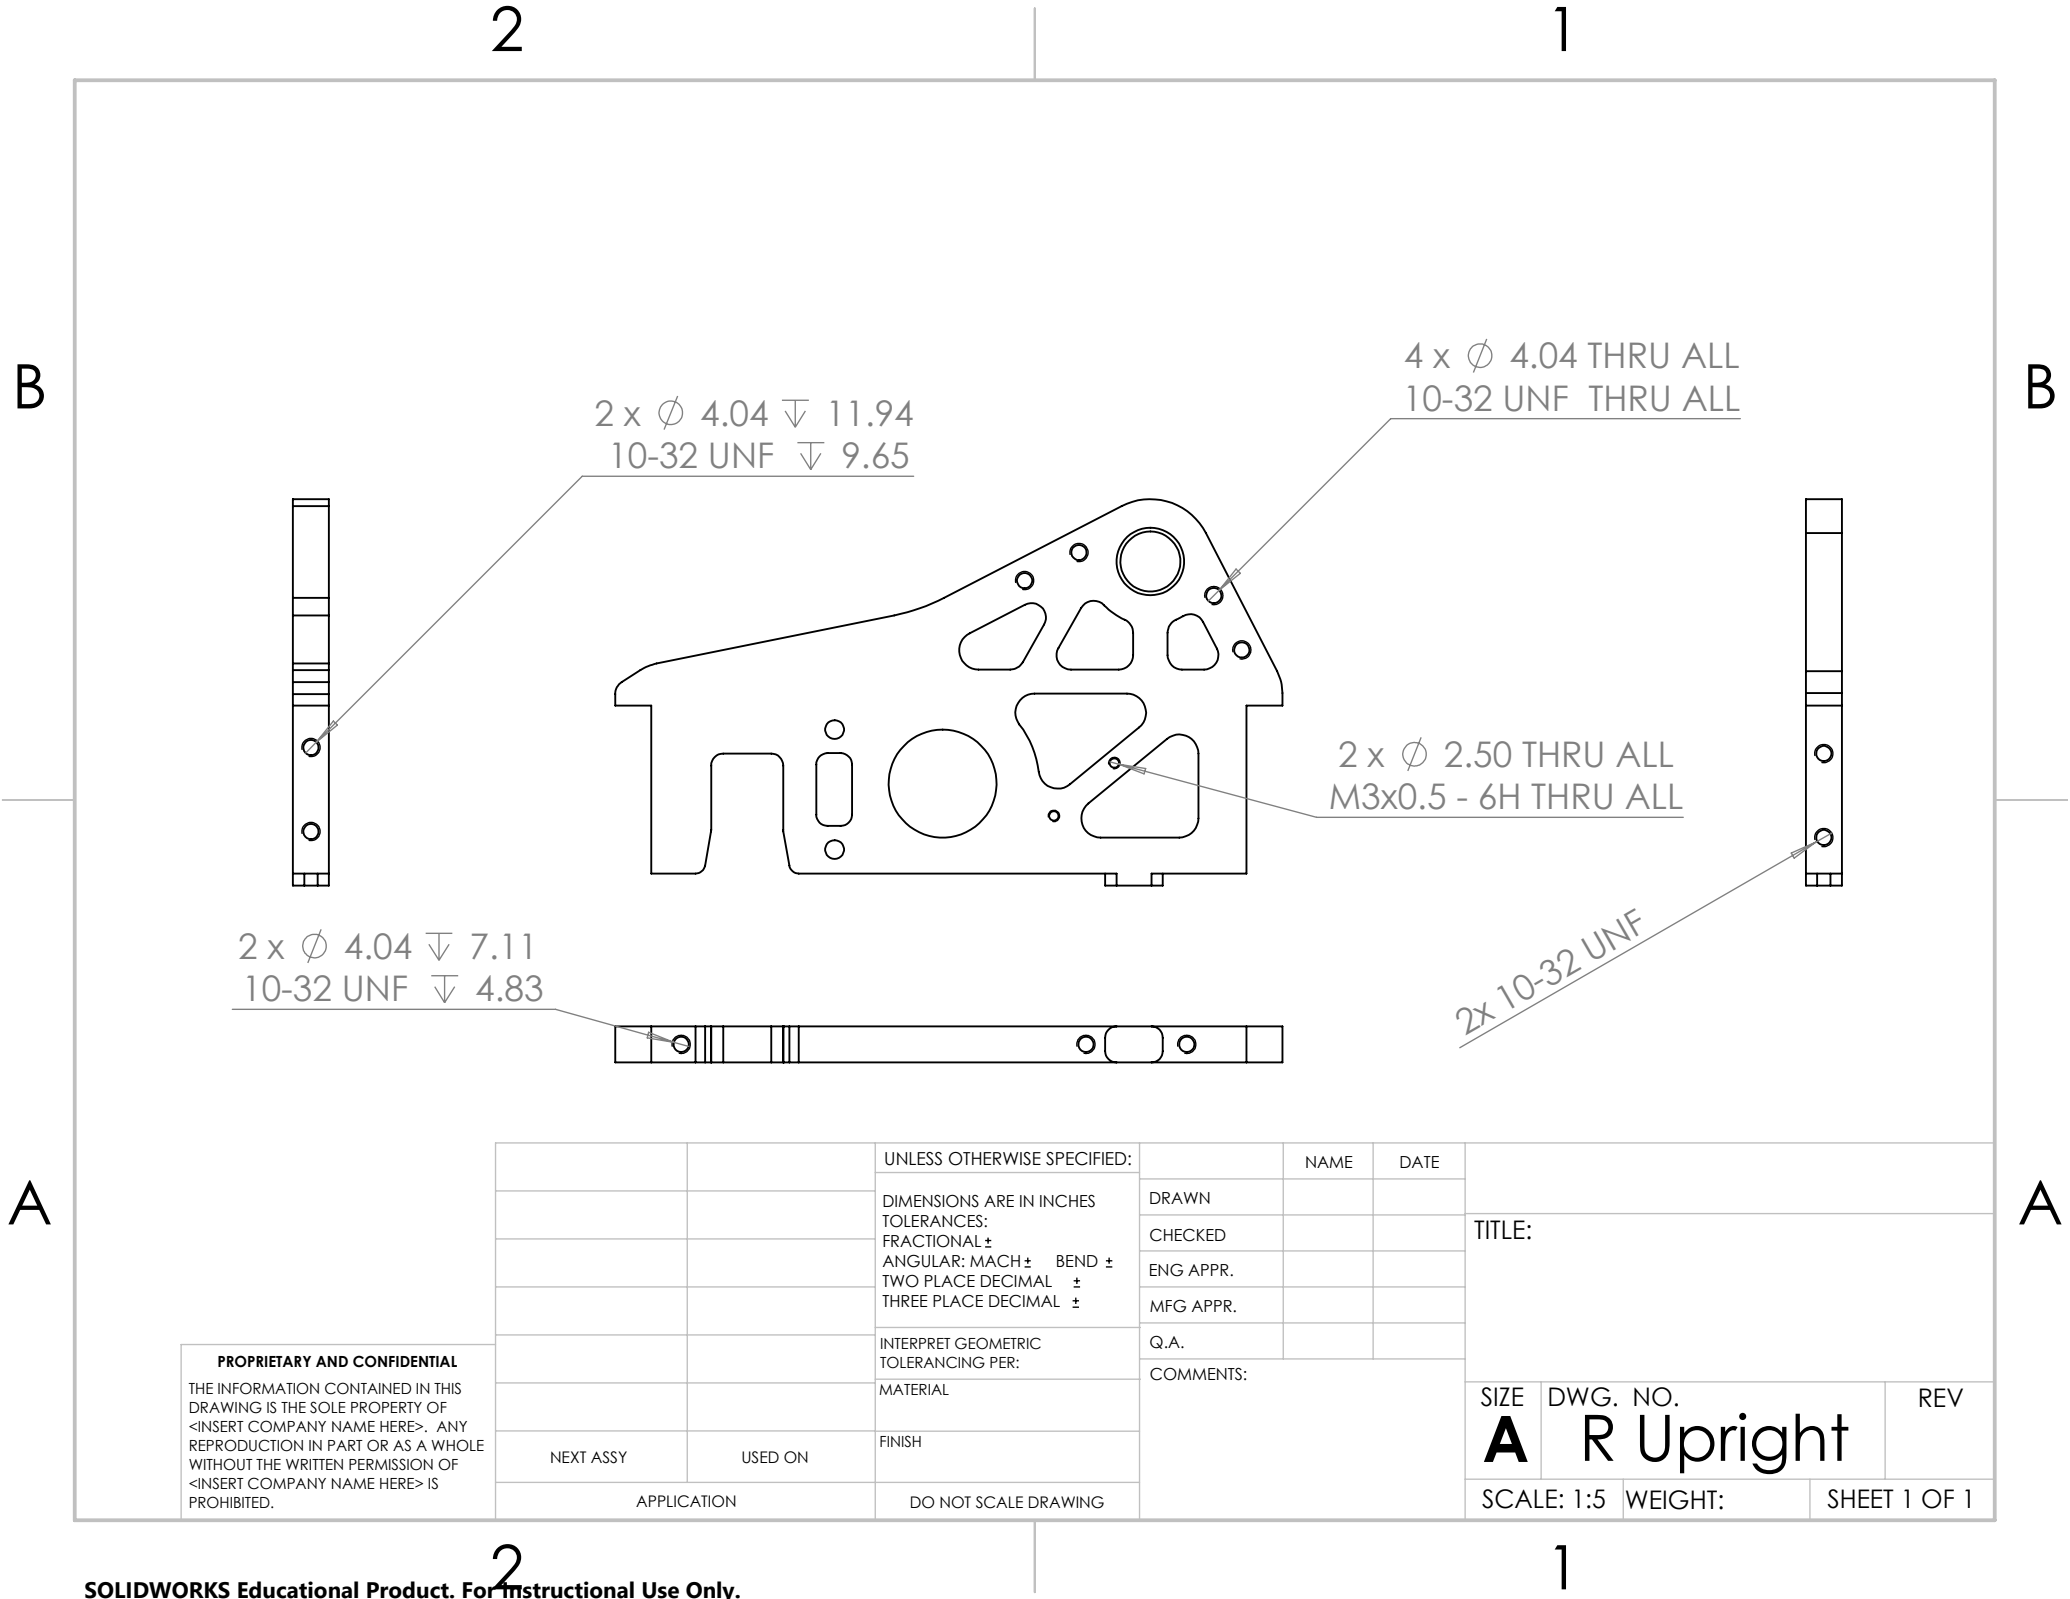 2 1
B B
4 x ∅ 4.04 THRU ALL
10-32 UNF THRU ALL
2 x ∅ 4.04 ↧ 11.94
10-32 UNF ↧ 9.65
2 x ∅ 2.50 THRU ALL
M3x0.5 - 6H THRU ALL
2x 10-32 UNF
2 x ∅ 4.04 ↧ 7.11
10-32 UNF ↧ 4.83
A A
UNLESS OTHERWISE SPECIFIED:
DIMENSIONS ARE IN INCHES
TOLERANCES:
FRACTIONAL ±
ANGULAR: MACH ± BEND ±
TWO PLACE DECIMAL ±
THREE PLACE DECIMAL ±
INTERPRET GEOMETRIC
TOLERANCING PER:
MATERIAL
FINISH
DO NOT SCALE DRAWING
NAME DATE
DRAWN
CHECKED
ENG APPR.
MFG APPR.
Q.A.
COMMENTS:
TITLE:
SIZE DWG. NO. REV
A R Upright
SCALE: 1:5 WEIGHT: SHEET 1 OF 1
PROPRIETARY AND CONFIDENTIAL
THE INFORMATION CONTAINED IN THIS
DRAWING IS THE SOLE PROPERTY OF
<INSERT COMPANY NAME HERE>. ANY
REPRODUCTION IN PART OR AS A WHOLE
WITHOUT THE WRITTEN PERMISSION OF
<INSERT COMPANY NAME HERE> IS
PROHIBITED.
NEXT ASSY USED ON
APPLICATION
2 1
SOLIDWORKS Educational Product. For Instructional Use Only.